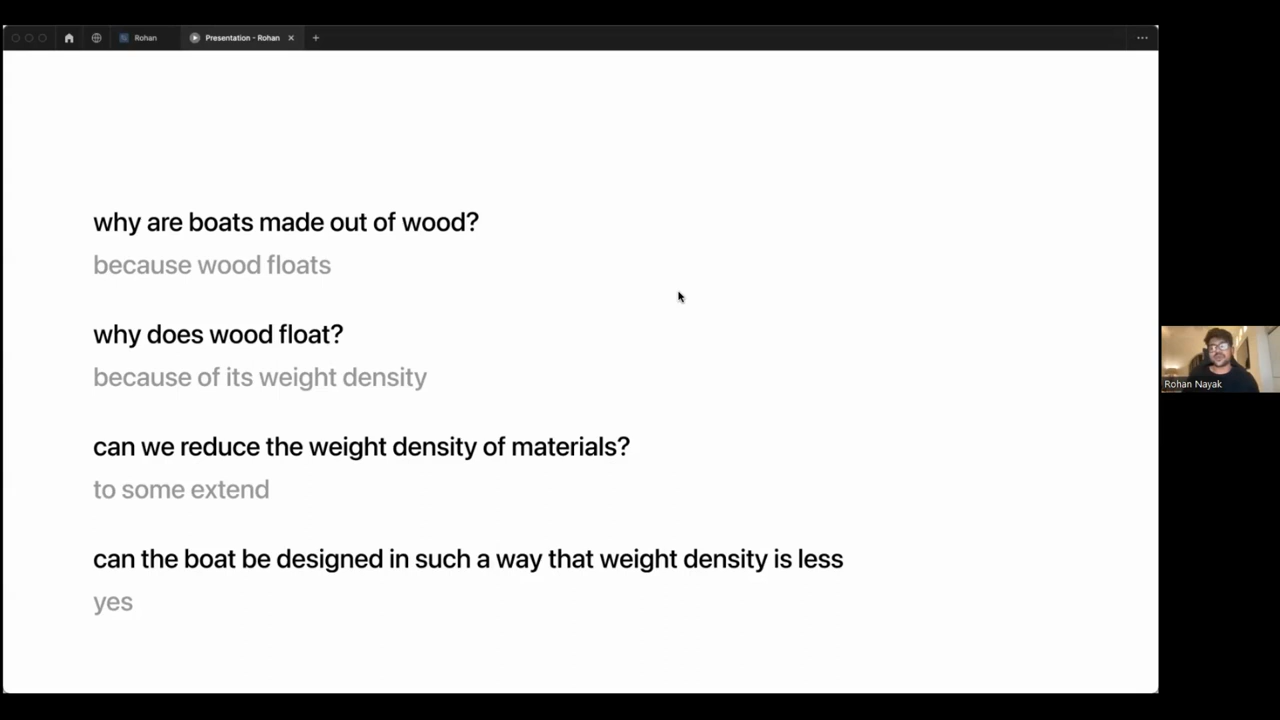 Rohan
Presentation - Rohan
why are boats made out of wood?
because wood floats
why does wood float?
because of its weight density
can we reduce the weight density of materials?
to some extend
can the boat be designed in such a way that weight density is less
yes
Rohan Nayak